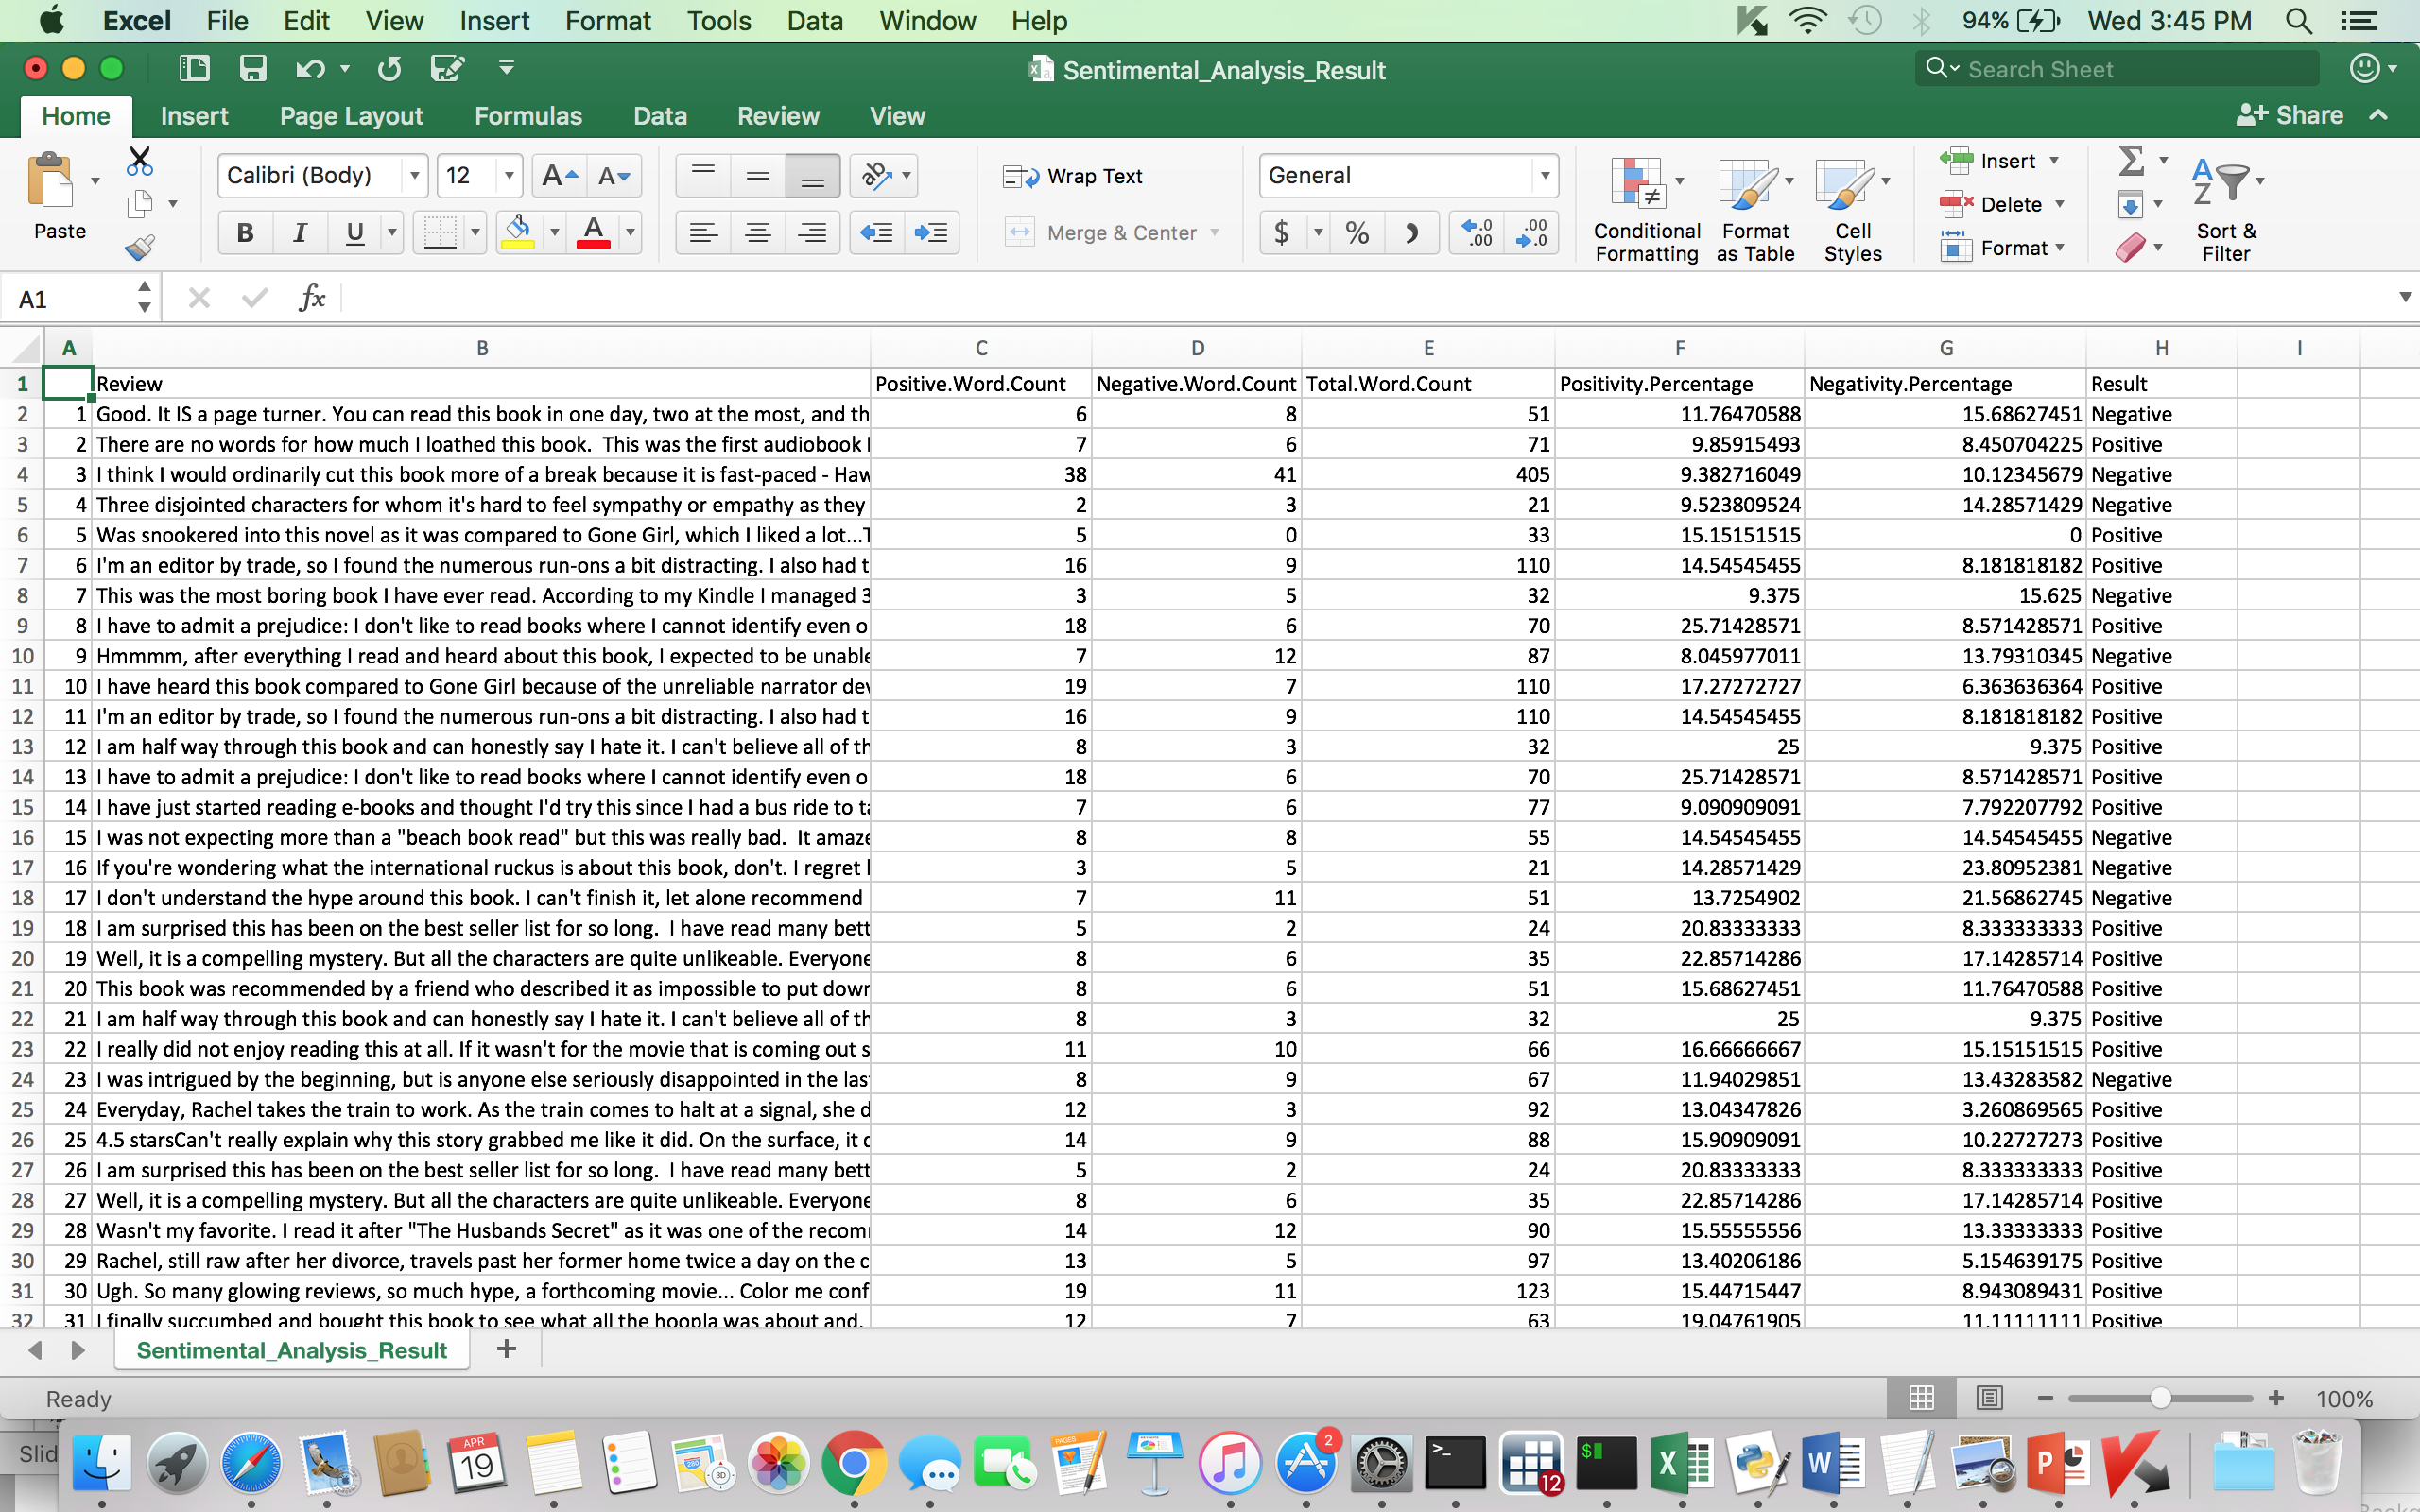 Excel File Edit View Insert Format Tools Data Window Help 94% Wed 3:45 PM
Sentimental_Analysis_Result Search Sheet
Home Insert Page Layout Formulas Data Review View Share
Calibri (Body) 12 Wrap Text General Insert
Paste Merge & Center Conditional Formatting Format as Table Cell Styles Delete Format Sort & Filter
A1 fx
A B C D E F G H I
1 Review Positive.Word.Count Negative.Word.Count Total.Word.Count Positivity.Percentage Negativity.Percentage Result
2 1 Good. It IS a page turner. You can read this book in one day, two at the most, and th 6 8 51 11.76470588 15.68627451 Negative
3 2 There are no words for how much I loathed this book. This was the first audiobook 7 6 71 9.85915493 8.450704225 Positive
4 3 I think I would ordinarily cut this book more of a break because it is fast-paced - Haw 38 41 405 9.382716049 10.12345679 Negative
5 4 Three disjointed characters for whom it's hard to feel sympathy or empathy as they 2 3 21 9.523809524 14.28571429 Negative
6 5 Was snookered into this novel as it was compared to Gone Girl, which I liked a lot... 5 0 33 15.15151515 0 Positive
7 6 I'm an editor by trade, so I found the numerous run-ons a bit distracting. I also had t 16 9 110 14.54545455 8.181818182 Positive
8 7 This was the most boring book I have ever read. According to my Kindle I managed 3 3 5 32 9.375 15.625 Negative
9 8 I have to admit a prejudice: I don't like to read books where I cannot identify even o 18 6 70 25.71428571 8.571428571 Positive
10 9 Hmmmm, after everything I read and heard about this book, I expected to be unable 7 12 87 8.045977011 13.79310345 Negative
11 10 I have heard this book compared to Gone Girl because of the unreliable narrator dev 19 7 110 17.27272727 6.363636364 Positive
12 11 I'm an editor by trade, so I found the numerous run-ons a bit distracting. I also had t 16 9 110 14.54545455 8.181818182 Positive
13 12 I am half way through this book and can honestly say I hate it. I can't believe all of th 8 3 32 25 9.375 Positive
14 13 I have to admit a prejudice: I don't like to read books where I cannot identify even o 18 6 70 25.71428571 8.571428571 Positive
15 14 I have just started reading e-books and thought I'd try this since I had a bus ride to ta 7 6 77 9.090909091 7.792207792 Positive
16 15 I was not expecting more than a "beach book read" but this was really bad. It amaze 8 8 55 14.54545455 14.54545455 Negative
17 16 If you're wondering what the international ruckus is about this book, don't. I regret 3 5 21 14.28571429 23.80952381 Negative
18 17 I don't understand the hype around this book. I can't finish it, let alone recommend 7 11 51 13.7254902 21.56862745 Negative
19 18 I am surprised this has been on the best seller list for so long. I have read many bett 5 2 24 20.83333333 8.333333333 Positive
20 19 Well, it is a compelling mystery. But all the characters are quite unlikeable. Everyone 8 6 35 22.85714286 17.14285714 Positive
21 20 This book was recommended by a friend who described it as impossible to put down 8 6 51 15.68627451 11.76470588 Positive
22 21 I am half way through this book and can honestly say I hate it. I can't believe all of th 8 3 32 25 9.375 Positive
23 22 I really did not enjoy reading this at all. If it wasn't for the movie that is coming out s 11 10 66 16.66666667 15.15151515 Positive
24 23 I was intrigued by the beginning, but is anyone else seriously disappointed in the las 8 9 67 11.94029851 13.43283582 Negative
25 24 Everyday, Rachel takes the train to work. As the train comes to halt at a signal, she d 12 3 92 13.04347826 3.260869565 Positive
26 25 4.5 starsCan't really explain why this story grabbed me like it did. On the surface, it c 14 9 88 15.90909091 10.22727273 Positive
27 26 I am surprised this has been on the best seller list for so long. I have read many bett 5 2 24 20.83333333 8.333333333 Positive
28 27 Well, it is a compelling mystery. But all the characters are quite unlikeable. Everyone 8 6 35 22.85714286 17.14285714 Positive
29 28 Wasn't my favorite. I read it after "The Husbands Secret" as it was one of the recom 14 12 90 15.55555556 13.33333333 Positive
30 29 Rachel, still raw after her divorce, travels past her former home twice a day on the c 13 5 97 13.40206186 5.154639175 Positive
31 30 Ugh. So many glowing reviews, so much hype, a forthcoming movie... Color me conf 19 11 123 15.44715447 8.943089431 Positive
32 31 I finally succumbed and bought this book to see what all the hoopla was about and. 12 7 63 19.04761905 11.11111111 Positive
Sentimental_Analysis_Result
Ready 100%
Slid
APR 19 PAGES 3D 2 12